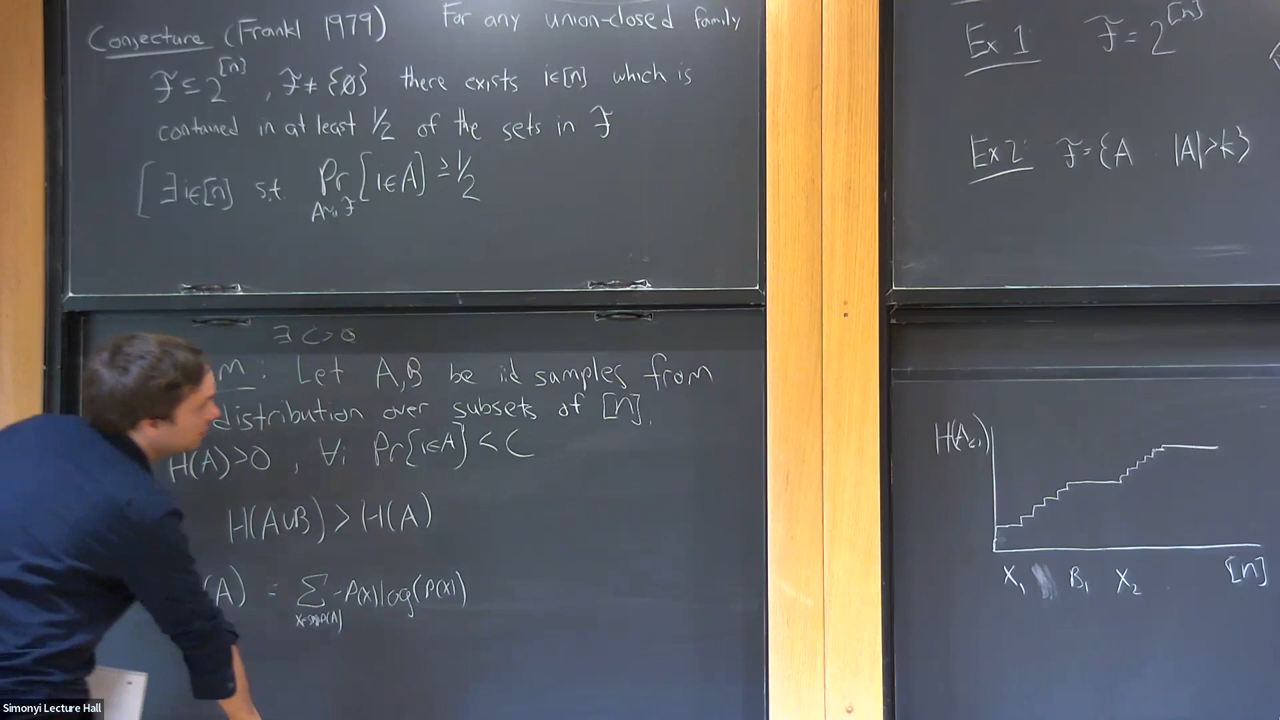 Conjecture (Frankl 1979) For any union-closed family
F ⊆ 2^[n], F ≠ {∅} there exists i∈[n] which is
contained in at least 1/2 of the sets in F
[∃ i∈[n] s.t. Pr [i∈A] ≥ 1/2
A~F
∃ C>0
m: Let A,B be iid samples from
distribution over subsets of [n].
H(A)>0, ∀i Pr[i∈A] < C
H(A∪B) > H(A)
(A) = ∑ -P(x)log(P(x))
Ex 1 F = 2^[n]
Ex 2: F = {A |A|>k}
H(A≤i)
X₁ B₁ X₂ [n]
Simonyi Lecture Hall